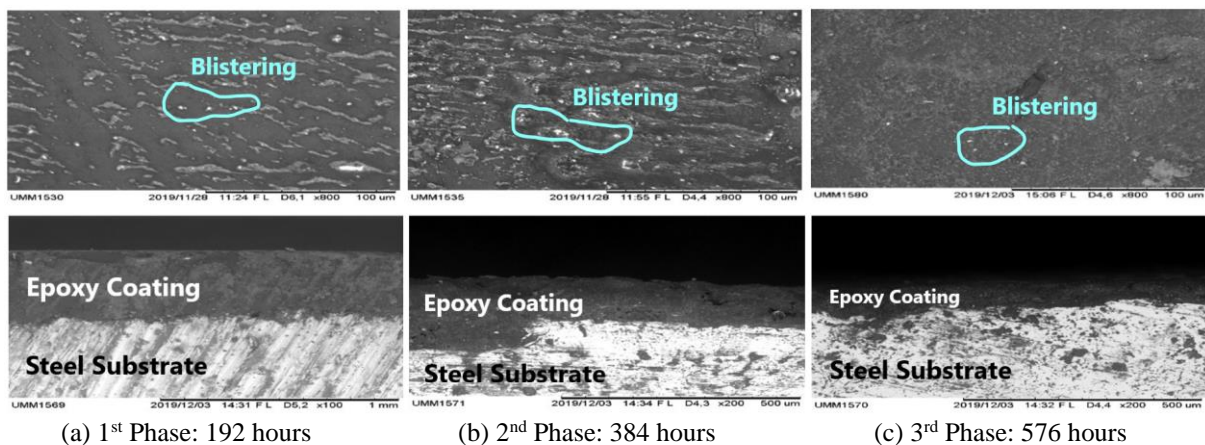 Blistering
Blistering
Blistering
UMM1530 2019/11/28 11:24 F L D6,1 x800 100 um
UMM1535 2019/11/28 11:55 F L D4,4 x800 100 um
UMM1580 2019/12/03 15:06 F L D4,6 x800 100 um
Epoxy Coating
Steel Substrate
UMM1569 2019/12/03 14:31 F L D5,2 x100 1 mm
Epoxy Coating
Steel Substrate
UMM1571 2019/12/03 14:34 F L D4,3 x200 500 um
Epoxy Coating
Steel Substrate
UMM1570 2019/12/03 14:32 F L D4,4 x200 500 um
(a) 1st Phase: 192 hours
(b) 2nd Phase: 384 hours
(c) 3rd Phase: 576 hours